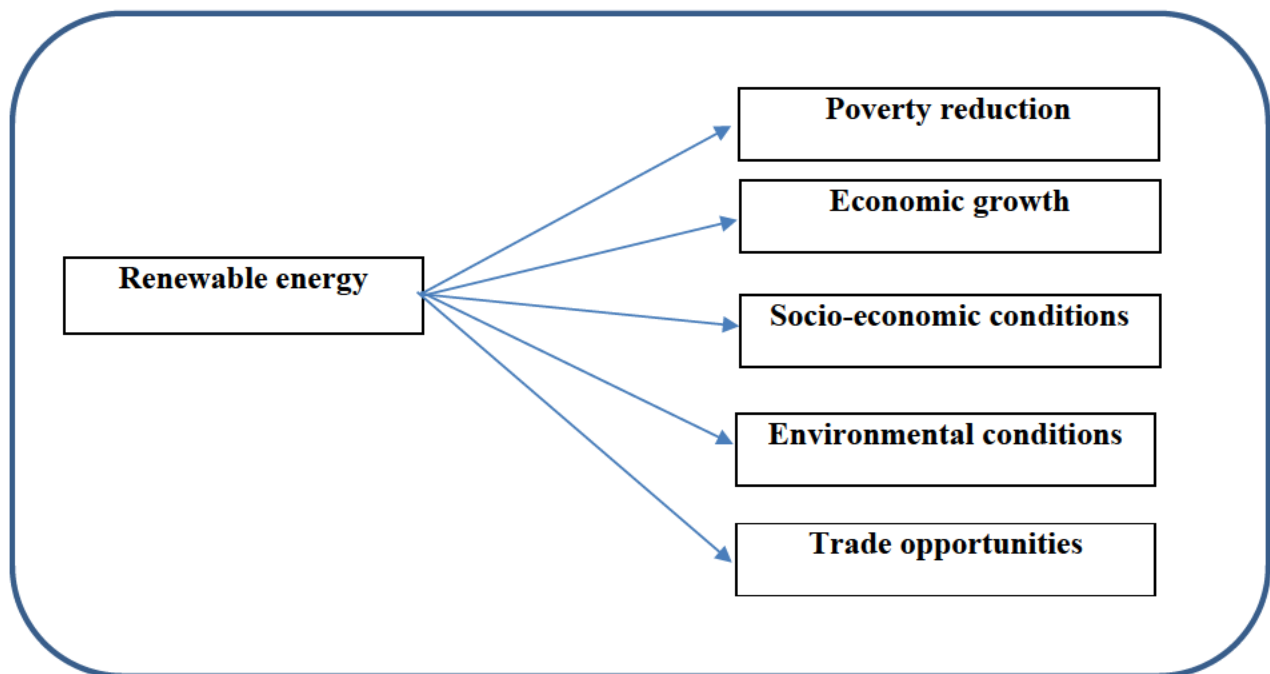 Poverty reduction
Economic growth
Renewable energy
Socio-economic conditions
Environmental conditions
Trade opportunities